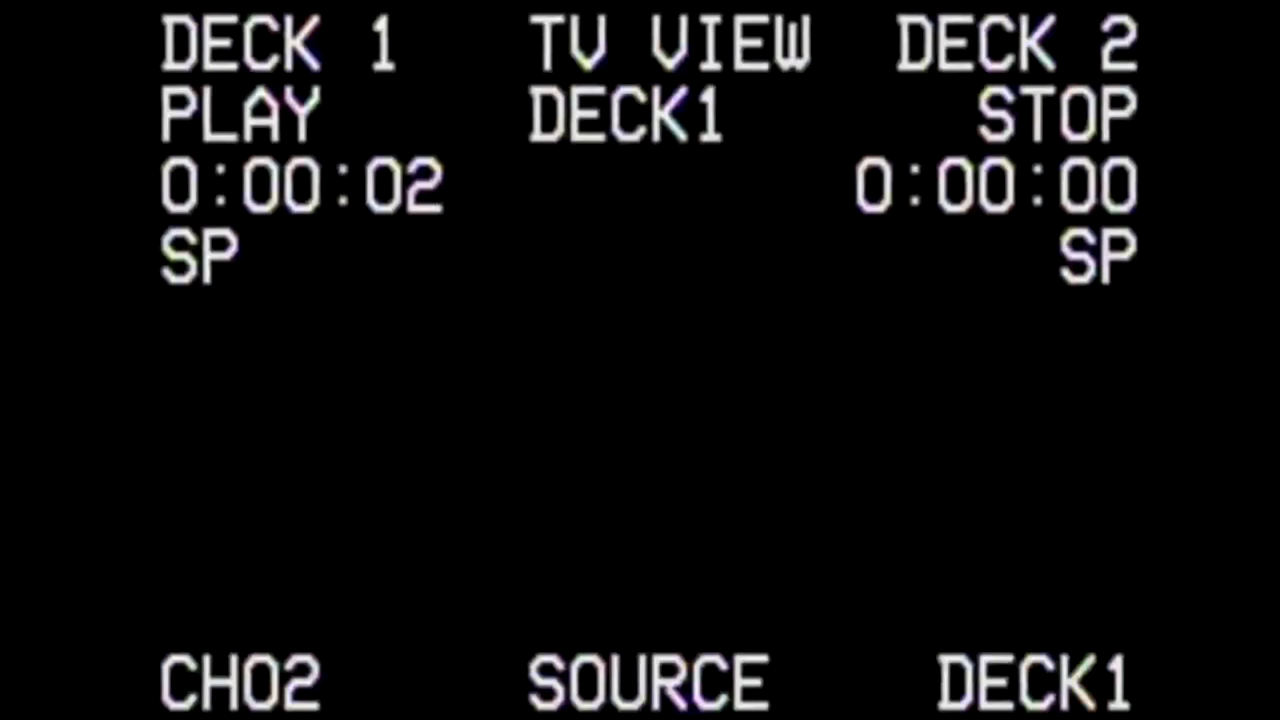 DECK 1 TV VIEW DECK 2
PLAY DECK1 STOP
0:00:02 0:00:00
SP SP
CH02 SOURCE DECK1